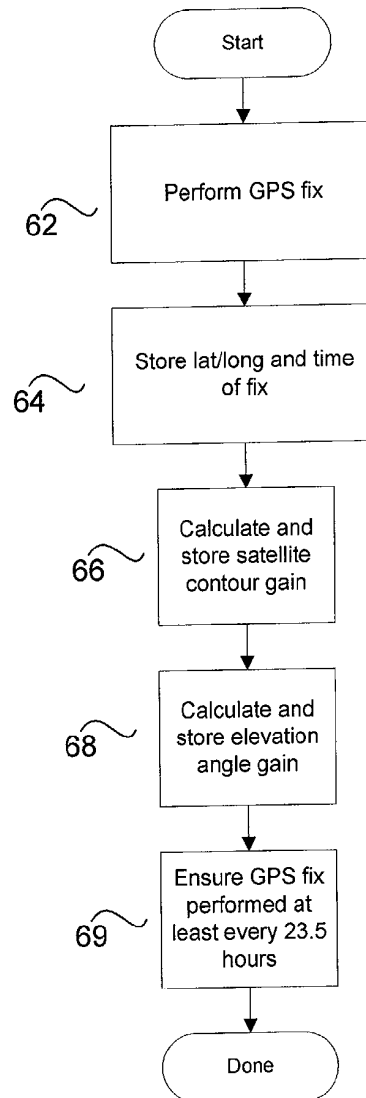 Start
Perform GPS fix
62
Store lat/long and time
of fix
64
Calculate and
store satellite
contour gain
66
Calculate and
store elevation
angle gain
68
Ensure GPS fix
performed at
least every 23.5
hours
69
Done